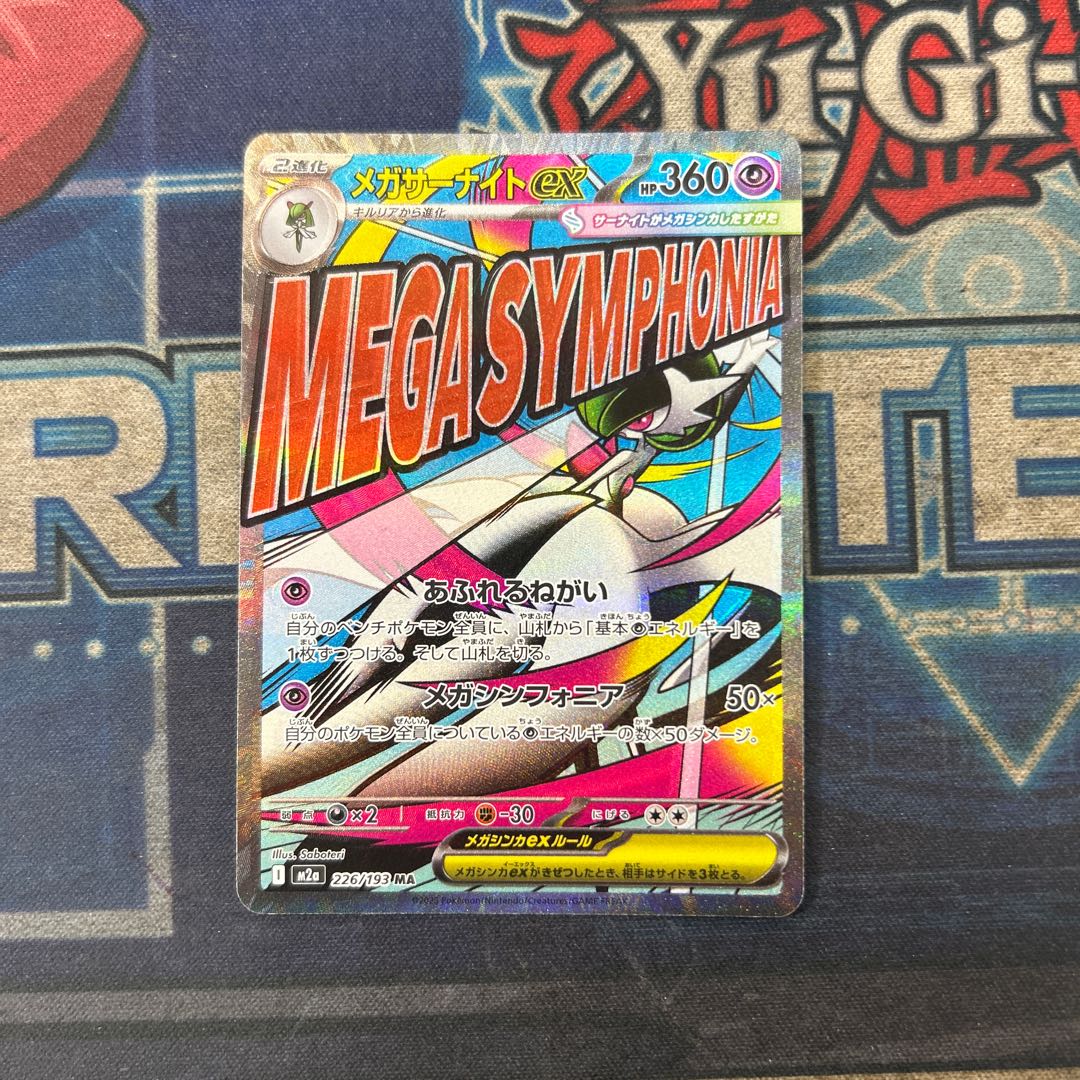 Yu-Gi-
2進化
メガサーナイトex
HP 360
キルリアから進化
サーナイトがメガシンカしたすがた
MEGA SYMPHONIA
あふれるねがい
自分のベンチポケモン全員に、山札から「基本エネルギー」を
1枚ずつつける。そして山札を切る。
メガシンフォニア 50×
自分のポケモン全員についているエネルギーの数×50ダメージ。
弱点 ×2 抵抗力 -30 にげる
メガシンカexルール
メガシンカexがきぜつしたとき、相手はサイドを3枚とる。
Illus. Saboteri
I m2a 226/193 MA
©2025 Pokémon/Nintendo/Creatures/GAME FREAK